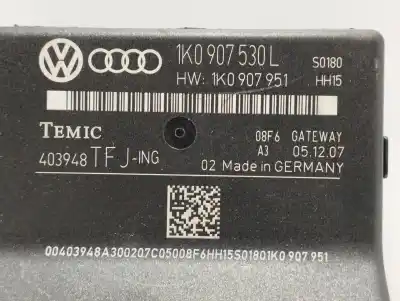 1K0 907 530 L S0180
HW: 1K0 907 951 HH15
TEMIC 08F6 GATEWAY
403948 TFJ-ING A3 05.12.07
02 Made in GERMANY
00403948A300207C05008F6HH15S01801K0 907 951